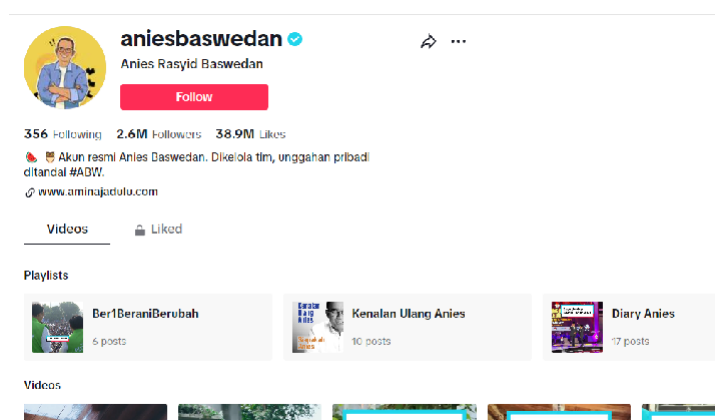 aniesbaswedan
Anies Rasyid Baswedan
Follow
356 Following 2.6M Followers 38.9M Likes
🍉 🦉 Akun resmi Anies Baswedan. Dikelola tim, unggahan pribadi
ditandai #ABW.
www.aminajadulu.com
Videos Liked
Playlists
Ber1BeraniBerubah
6 posts
Kenalan Ulang Anies
10 posts
Diary Anies
17 posts
Videos